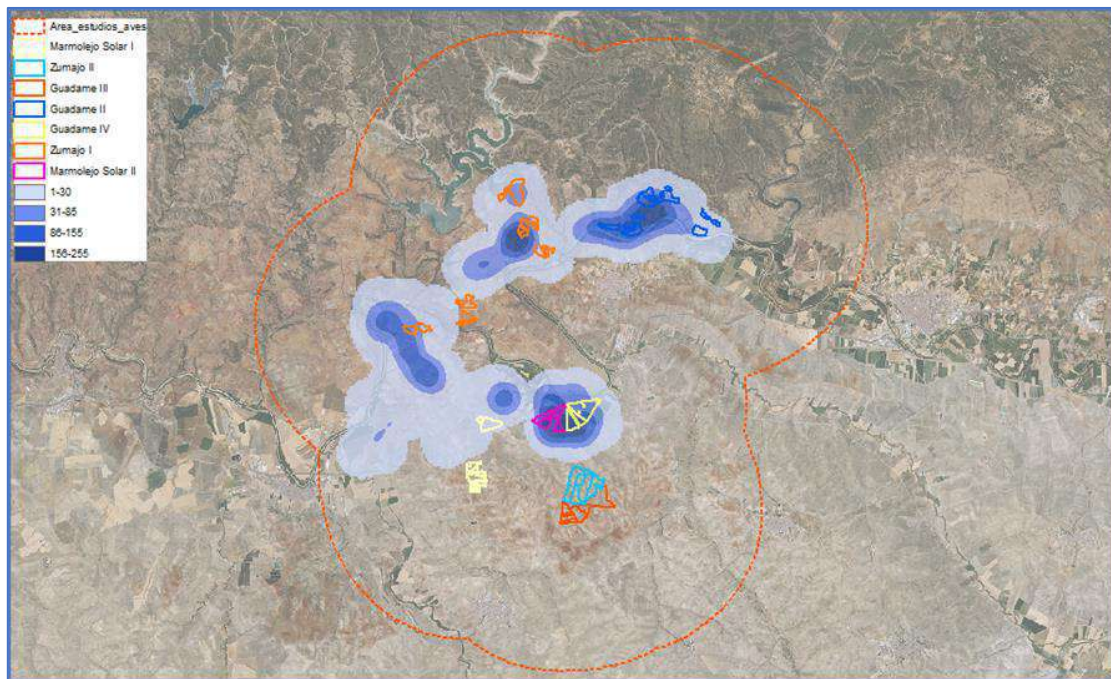 Area_estudios_aves
Marmolejo Solar I
Zumajo II
Guadame III
Guadame II
Guadame IV
Zumajo I
Marmolejo Solar II
1-30
31-85
86-155
156-255